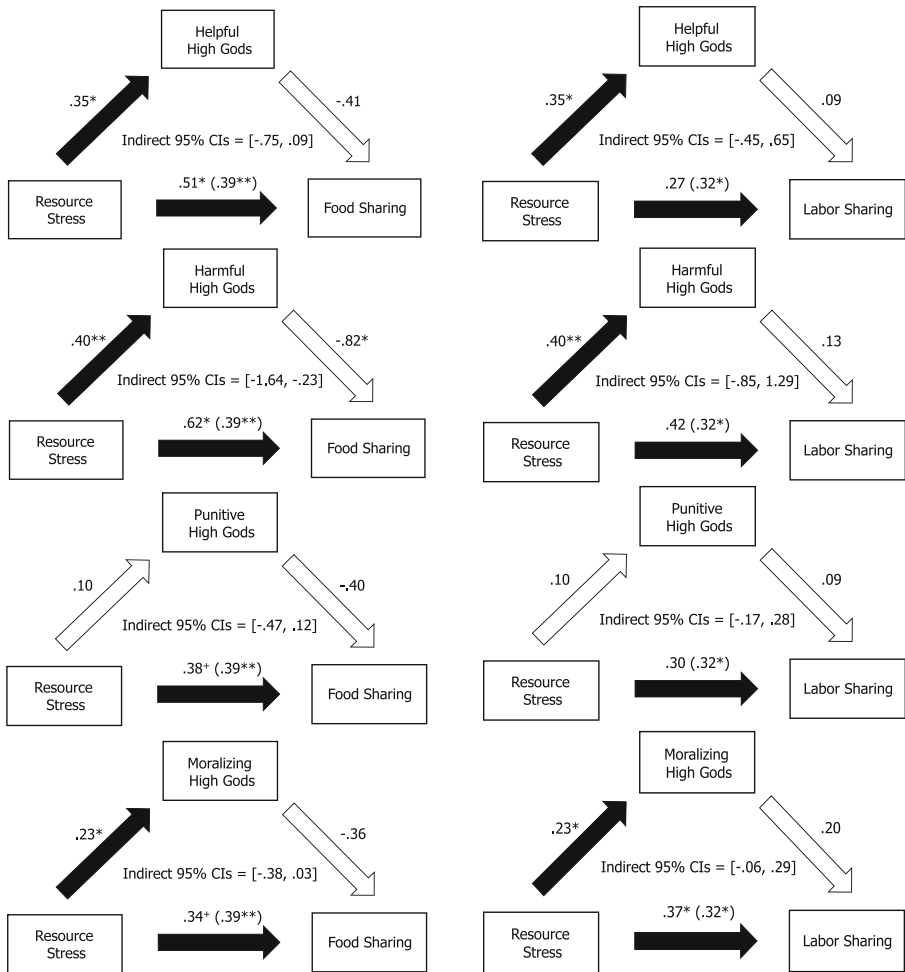 Helpful
High Gods
.35*
-.41
Indirect 95% CIs = [-.75, .09]
.51* (.39**)
Resource
Stress
Food Sharing
Helpful
High Gods
.35*
.09
Indirect 95% CIs = [-.45, .65]
.27 (.32*)
Resource
Stress
Labor Sharing
Harmful
High Gods
.40**
-.82*
Indirect 95% CIs = [-1.64, -.23]
.62* (.39**)
Resource
Stress
Food Sharing
Harmful
High Gods
.40**
.13
Indirect 95% CIs = [-.85, 1.29]
.42 (.32*)
Resource
Stress
Labor Sharing
Punitive
High Gods
.10
-.40
Indirect 95% CIs = [-.47, .12]
.38⁺ (.39**)
Resource
Stress
Food Sharing
Punitive
High Gods
.10
.09
Indirect 95% CIs = [-.17, .28]
.30 (.32*)
Resource
Stress
Labor Sharing
Moralizing
High Gods
.23*
-.36
Indirect 95% CIs = [-.38, .03]
.34⁺ (.39**)
Resource
Stress
Food Sharing
Moralizing
High Gods
.23*
.20
Indirect 95% CIs = [-.06, .29]
.37* (.32*)
Resource
Stress
Labor Sharing